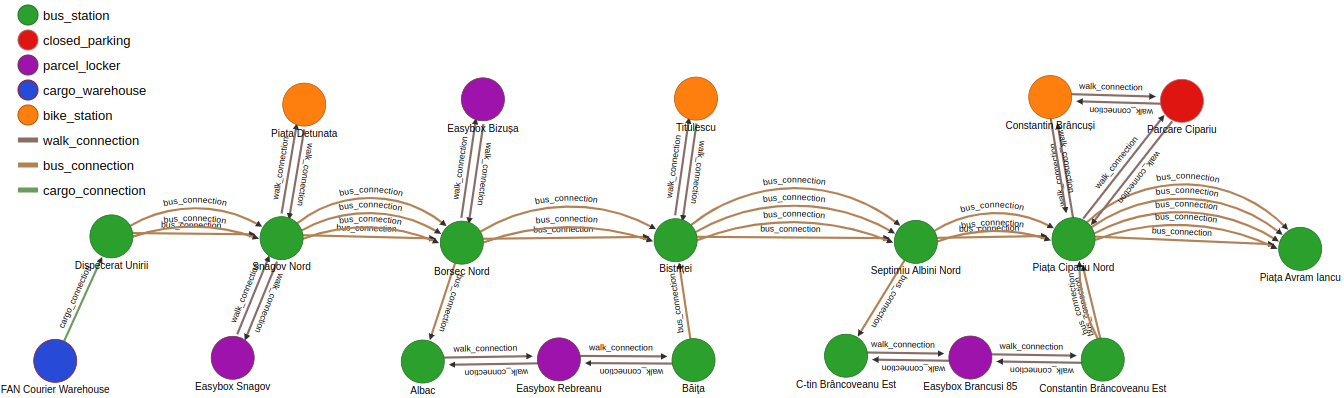 bus_station
closed_parking
parcel_locker
cargo_warehouse
bike_station
walk_connection
bus_connection
cargo_connection
Piața Detunata
Easybox Bizușa
Titulescu
Constantin Brâncuși
walk_connection
walk_connection
Parcare Cipariu
walk_connection
walk_connection
walk_connection
walk_connection
walk_connection
walk_connection
walk_connection
walk_connection
walk_connection
walk_connection
bus_connection
bus_connection
bus_connection
Dispecerat Unirii
Snagov Nord
bus_connection
bus_connection
bus_connection
bus_connection
Borsec Nord
bus_connection
bus_connection
bus_connection
Bistriței
bus_connection
bus_connection
bus_connection
bus_connection
Septimiu Albini Nord
bus_connection
bus_connection
bus_connection
Piața Cipariu Nord
bus_connection
bus_connection
bus_connection
bus_connection
bus_connection
Piața Avram Iancu
cargo_connection
walk_connection
walk_connection
bus_connection
bus_connection
bus_connection
bus_connection
bus_connection
FAN Courier Warehouse
Easybox Snagov
Albac
walk_connection
walk_connection
Easybox Rebreanu
walk_connection
walk_connection
Băița
C-tin Brâncoveanu Est
walk_connection
walk_connection
Easybox Brancusi 85
walk_connection
walk_connection
Constantin Brâncoveanu Est